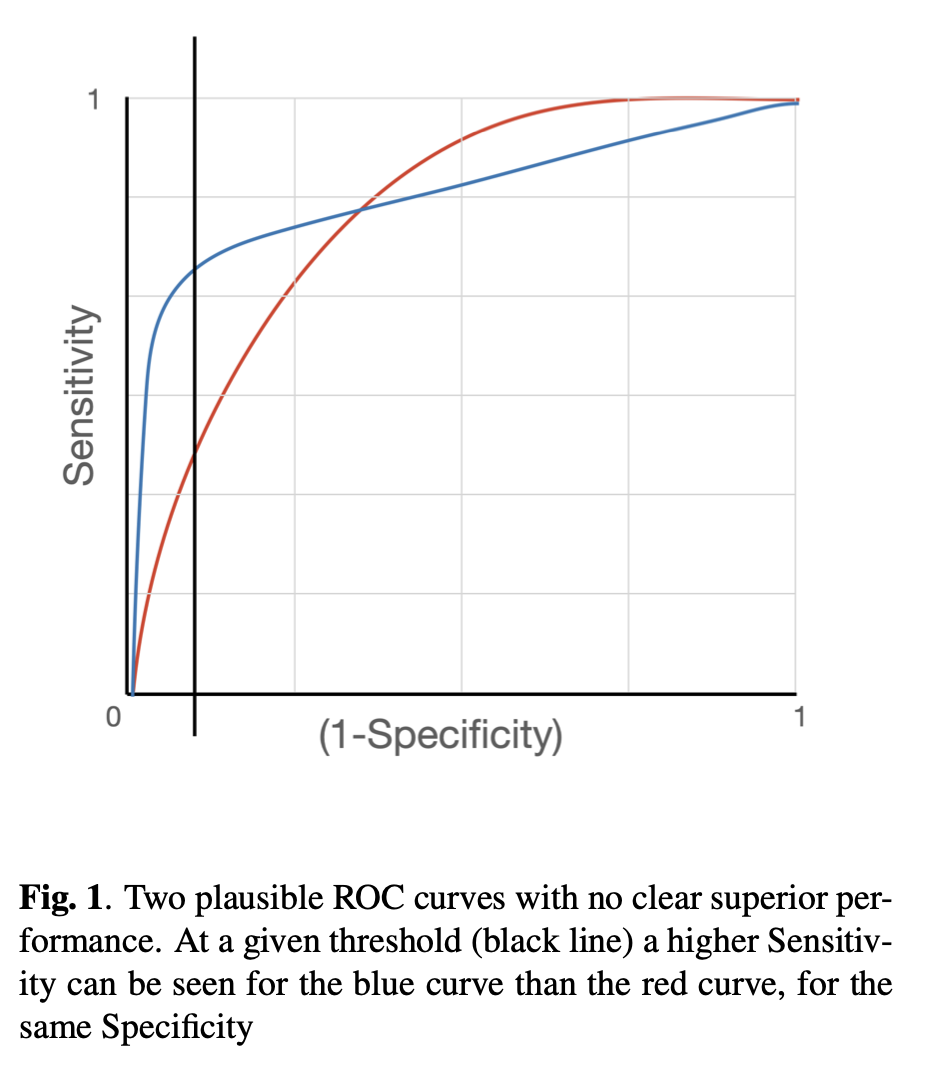 1
Sensitivity
0
(1-Specificity)
1
Fig. 1. Two plausible ROC curves with no clear superior per-
formance. At a given threshold (black line) a higher Sensitiv-
ity can be seen for the blue curve than the red curve, for the
same Specificity